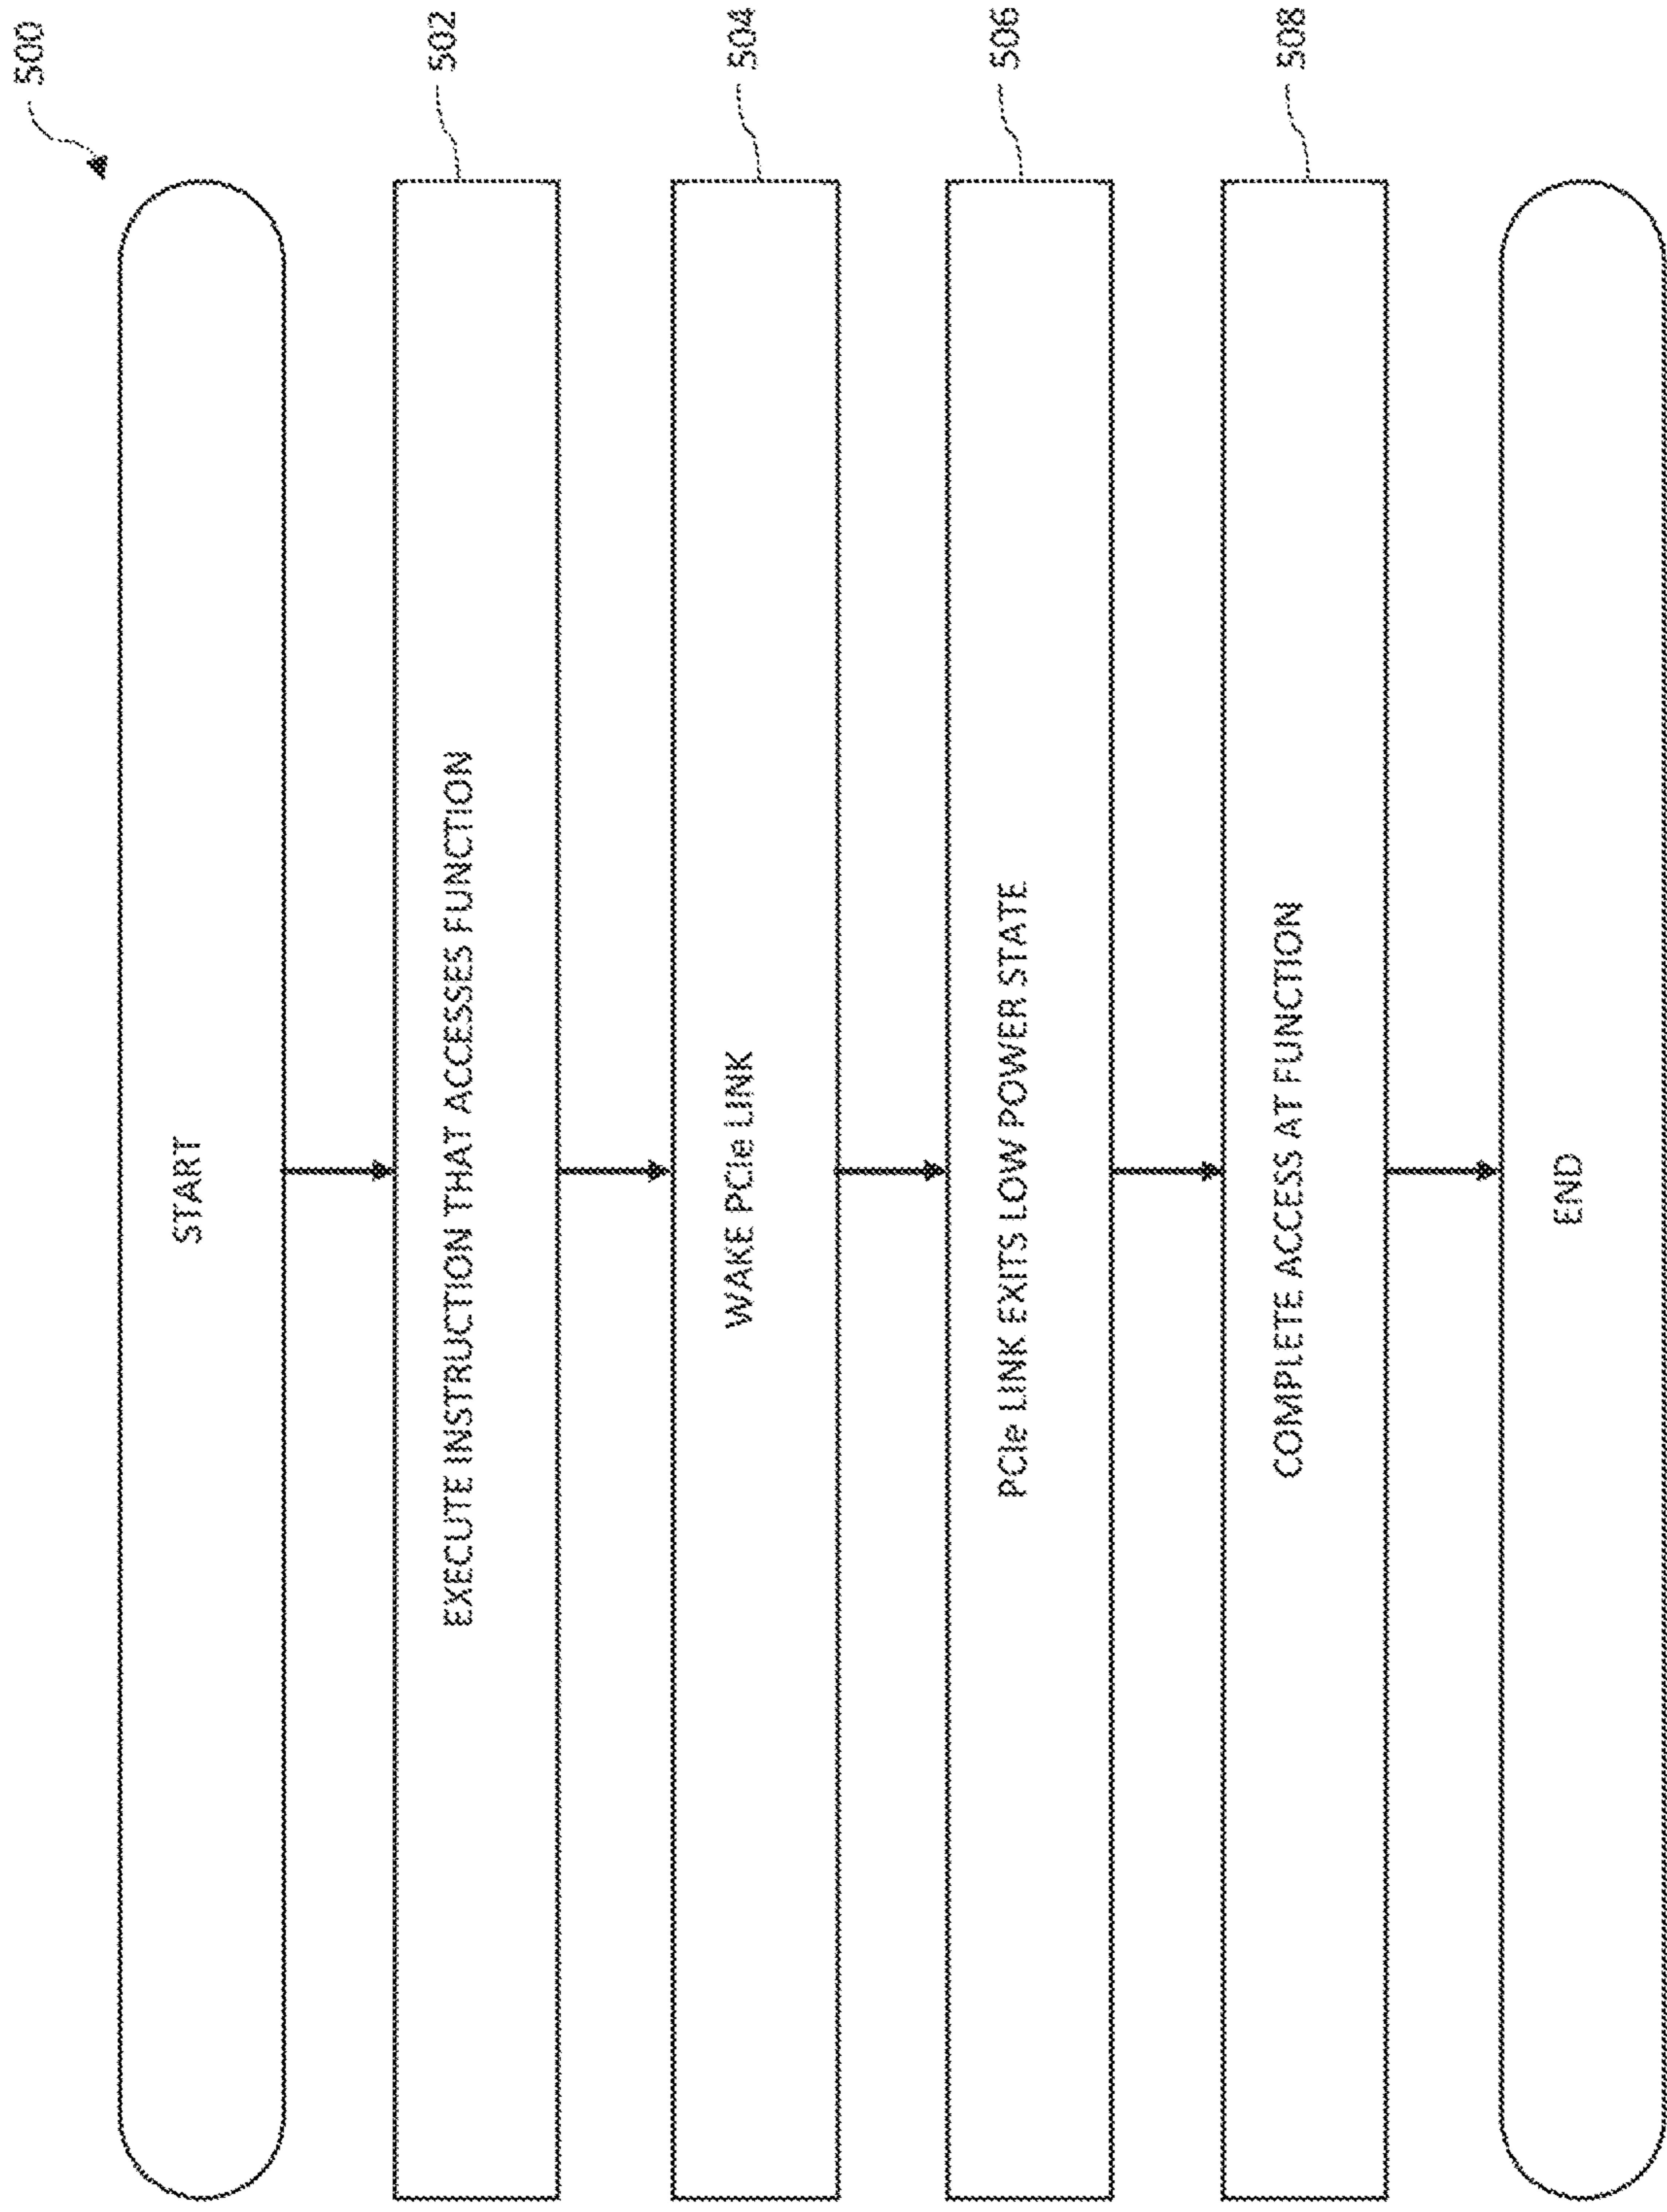 500
START
EXECUTE INSTRUCTION THAT ACCESSES FUNCTION
502
WAKE PCIe LINK
504
PCIe LINK EXITS LOW POWER STATE
506
COMPLETE ACCESS AT FUNCTION
508
END